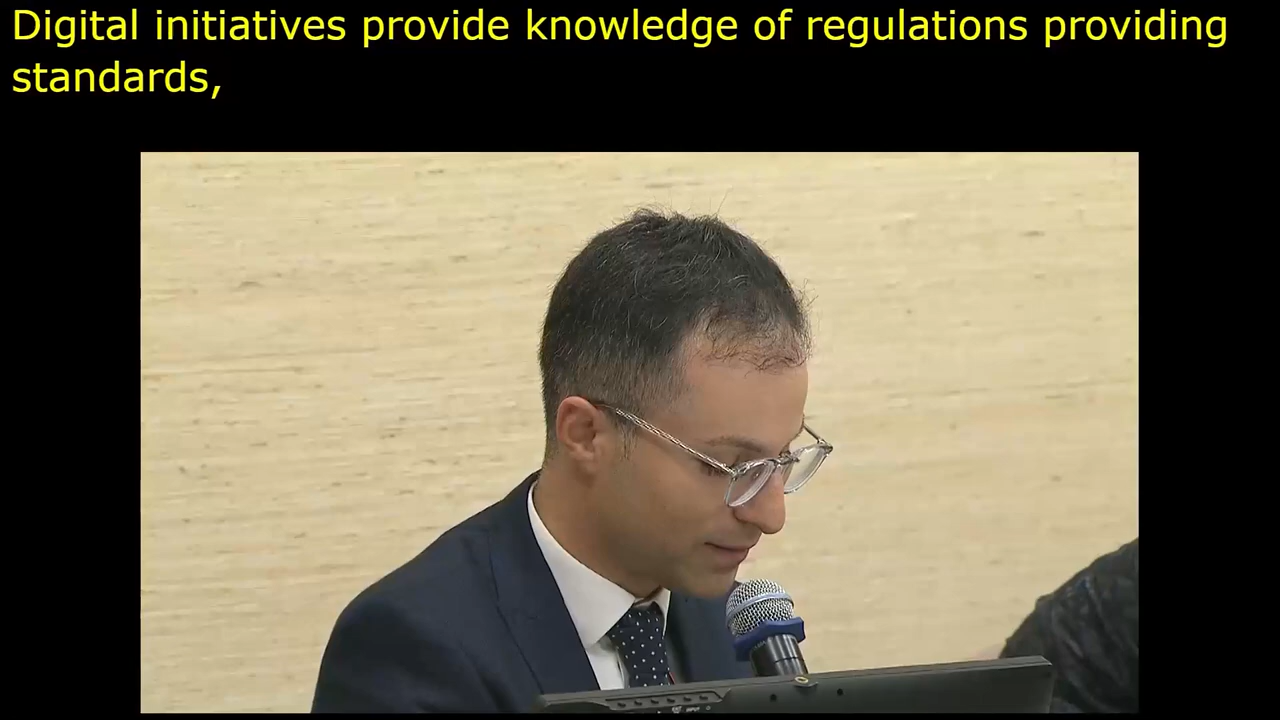 Digital initiatives provide knowledge of regulations providing
standards,